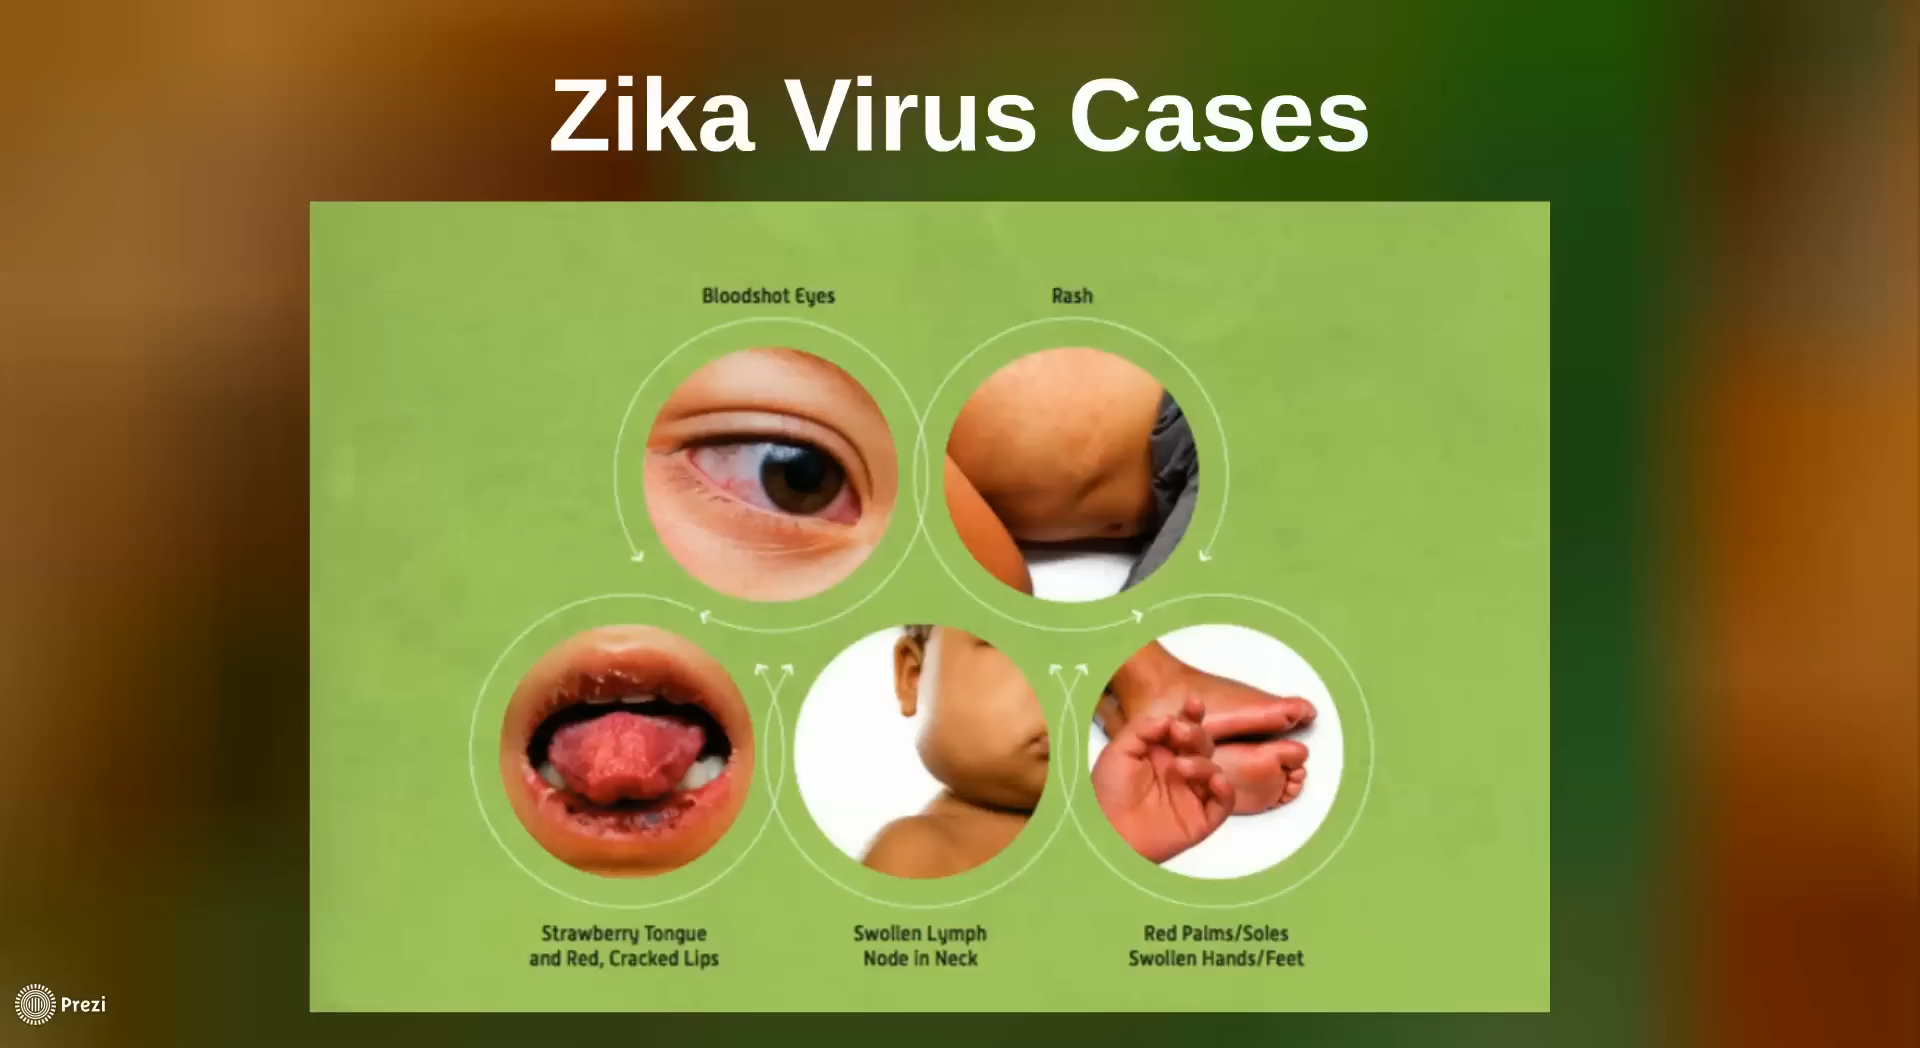 Zika Virus Cases
Bloodshot Eyes
Rash
Strawberry Tongue
and Red, Cracked Lips
Swollen Lymph
Node in Neck
Red Palms/Soles
Swollen Hands/Feet
Prezi